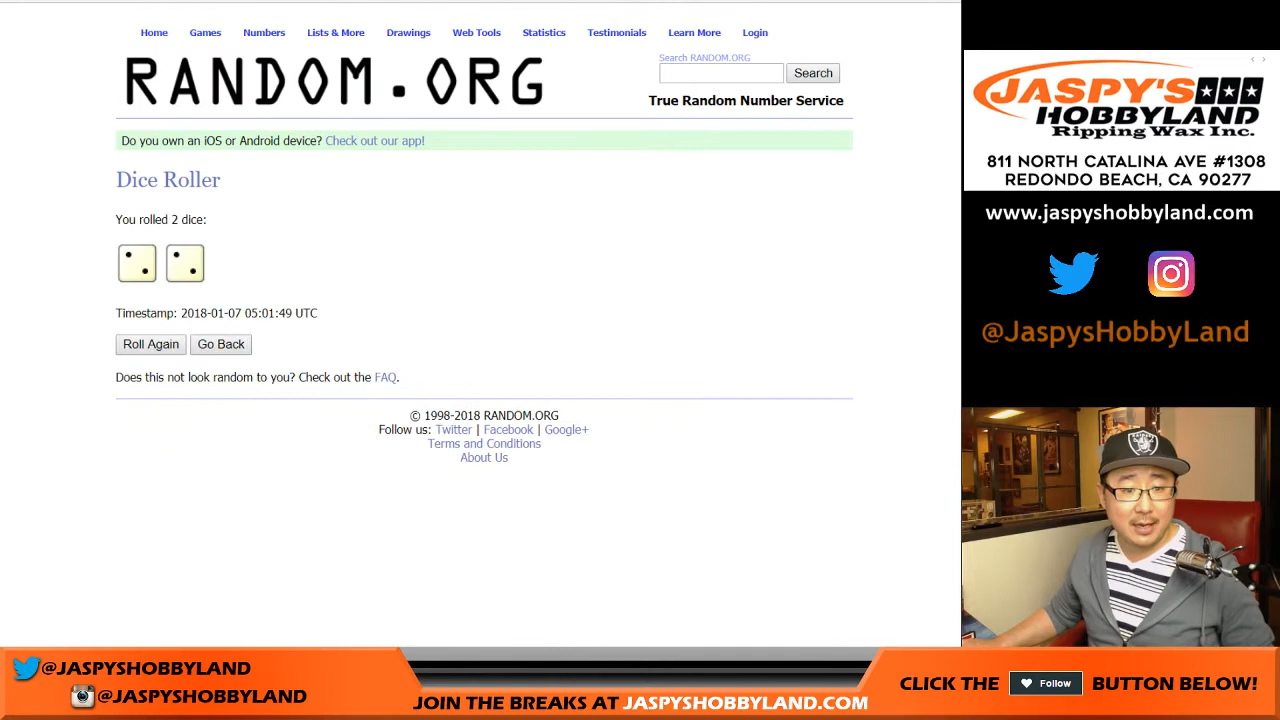 Home Games Numbers Lists & More Drawings Web Tools Statistics Testimonials Learn More Login
RANDOM.ORG
Search RANDOM.ORG
Search
True Random Number Service
Do you own an iOS or Android device? Check out our app!
Dice Roller
You rolled 2 dice:
Timestamp: 2018-01-07 05:01:49 UTC
Roll Again Go Back
Does this not look random to you? Check out the FAQ.
© 1998-2018 RANDOM.ORG
Follow us: Twitter | Facebook | Google+
Terms and Conditions
About Us
JASPY'S
HOBBYLAND
Ripping Wax Inc.
811 NORTH CATALINA AVE #1308
REDONDO BEACH, CA 90277
www.jaspyshobbyland.com
@JaspysHobbyLand
@JASPYSHOBBYLAND
@JASPYSHOBBYLAND
JOIN THE BREAKS AT JASPYSHOBBYLAND.COM
CLICK THE Follow BUTTON BELOW!